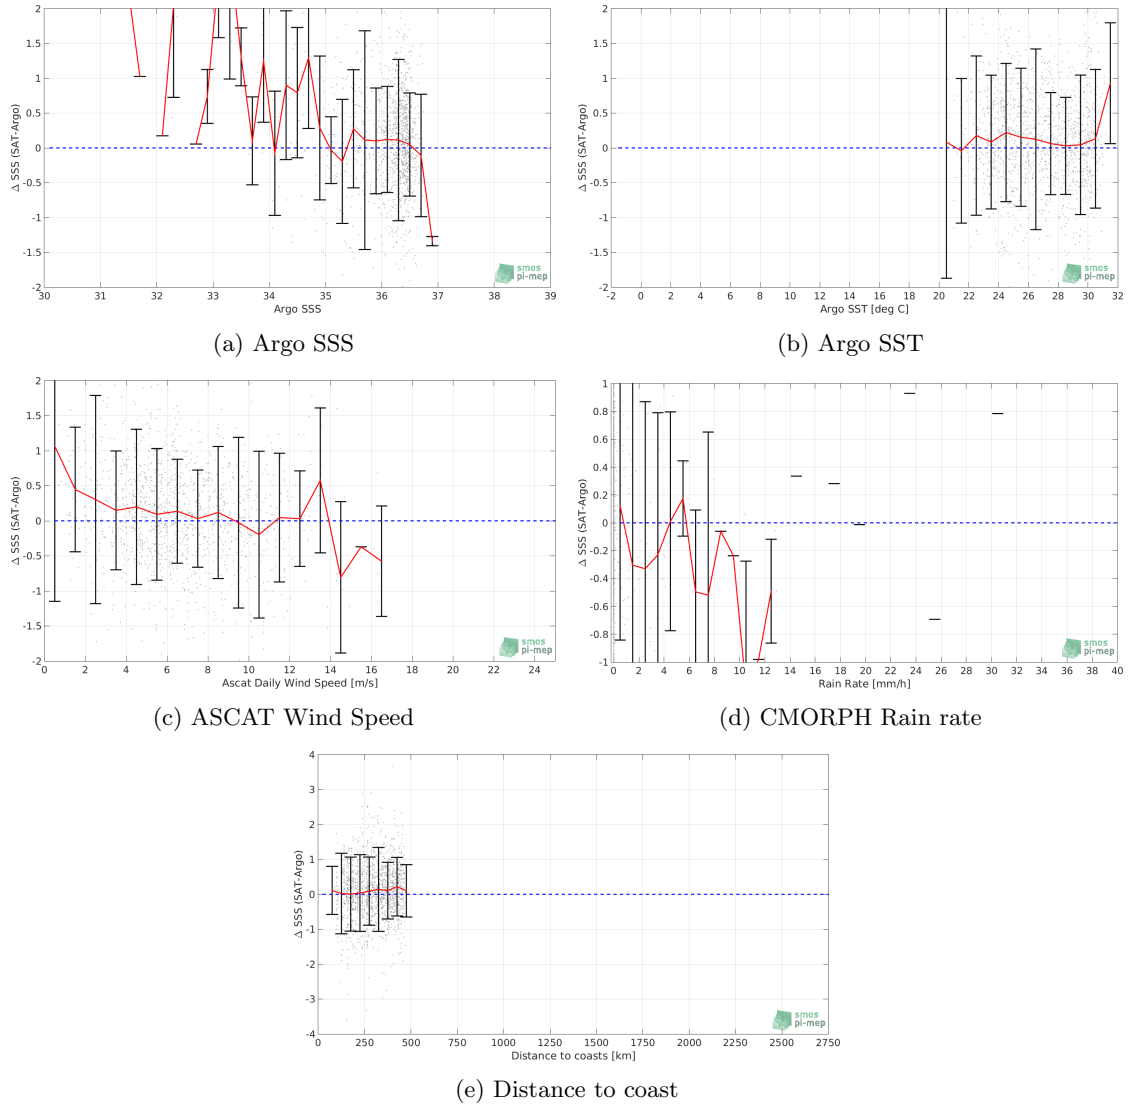 2
1.5
1
0.5
0
-0.5
-1
-1.5
-2
Δ SSS (SAT-Argo)
30 31 32 33 34 35 36 37 38 39
Argo SSS
smos
pi-mep
(a) Argo SSS
2
1.5
1
0.5
0
-0.5
-1
-1.5
-2
Δ SSS (SAT-Argo)
-2 0 2 4 6 8 10 12 14 16 18 20 22 24 26 28 30 32
Argo SST [deg C]
smos
pi-mep
(b) Argo SST
2
1.5
1
0.5
0
-0.5
-1
-1.5
-2
Δ SSS (SAT-Argo)
0 2 4 6 8 10 12 14 16 18 20 22 24
Ascat Daily Wind Speed [m/s]
smos
pi-mep
(c) ASCAT Wind Speed
1
0.8
0.6
0.4
0.2
0
-0.2
-0.4
-0.6
-0.8
-1
Δ SSS (SAT-Argo)
0 2 4 6 8 10 12 14 16 18 20 22 24 26 28 30 32 34 36 38 40
Rain Rate [mm/h]
smos
pi-mep
(d) CMORPH Rain rate
4
3
2
1
0
-1
-2
-3
-4
Δ SSS (SAT-Argo)
0 250 500 750 1000 1250 1500 1750 2000 2250 2500 2750
Distance to coasts [km]
smos
pi-mep
(e) Distance to coast